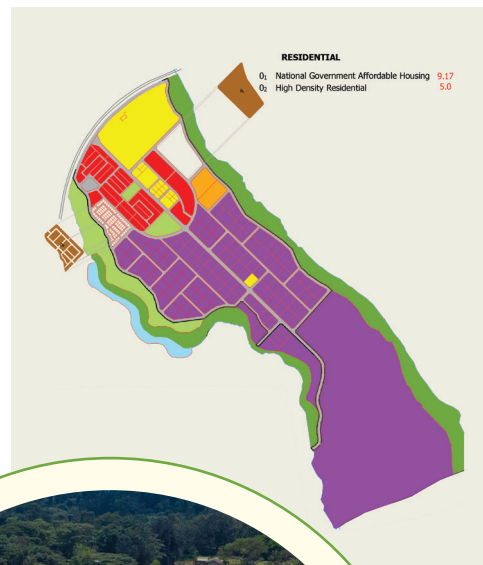 RESIDENTIAL
0₁ National Government Affordable Housing 9.17
0₂ High Density Residential 5.0